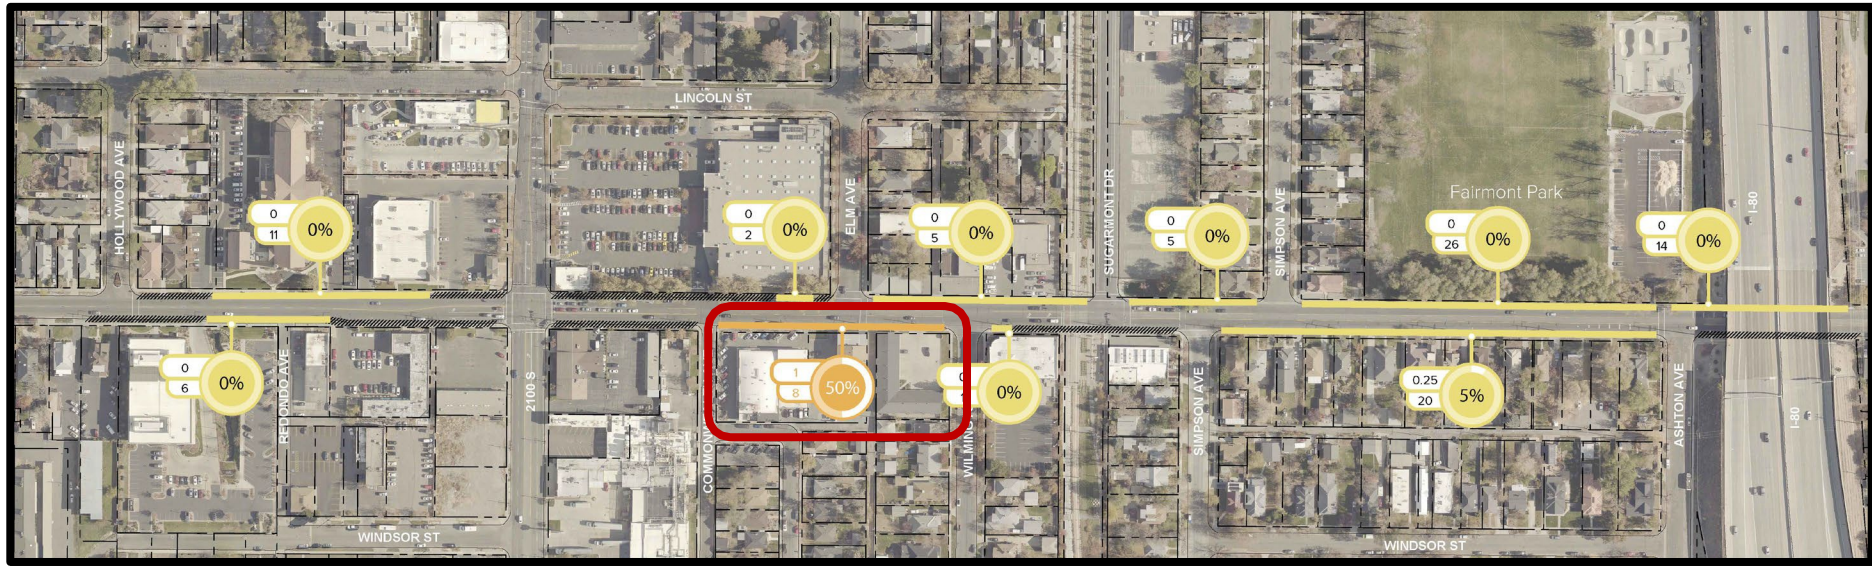 LINCOLN ST
HOLLYWOOD AVE
ELM AVE
SUGARMONT DR
SIMPSON AVE
Fairmont Park
I-80
0
11
0%
0
2
0%
0
5
0%
0
5
0%
0
26
0%
0
14
0%
0
6
0%
REDONDO AVE
2100 S
1
8
50%
0%
SIMPSON AVE
0.25
20
5%
ASHTON AVE
I-80
WINDSOR ST
WINDSOR ST